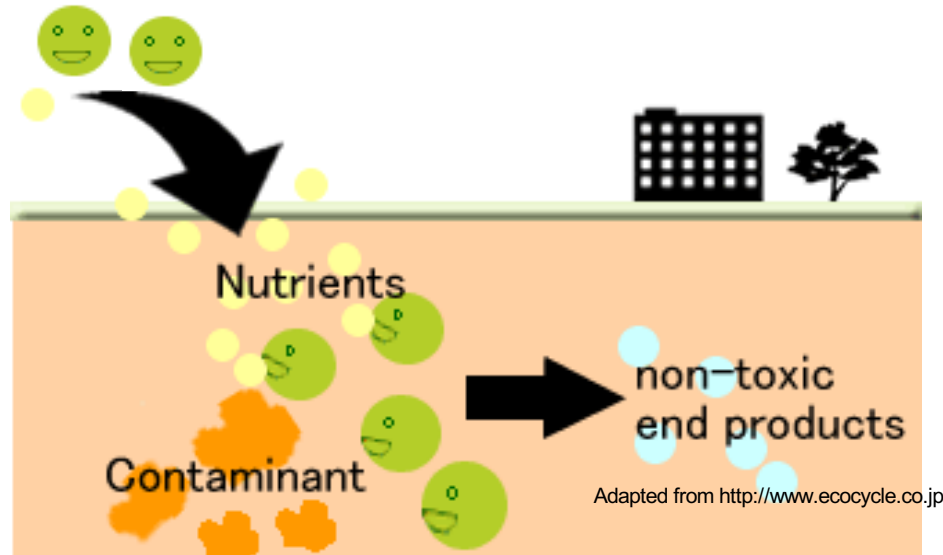 Nutrients
non-toxic
end products
Contaminant
Adapted from http://www.ecocycle.co.jp